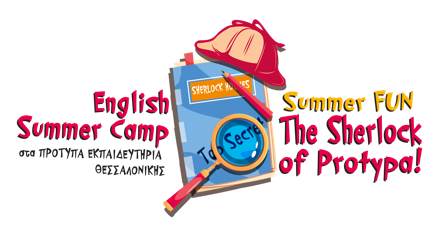 English
Summer Camp
στα ΠΡΟΤΥΠΑ ΕΚΠΑΙΔΕΥΤΗΡΙΑ
ΘΕΣΣΑΛΟΝΙΚΗΣ
SHERLOCK HOLMES
Top Secret!
Summer FUN
The Sherlock
of Protypa!